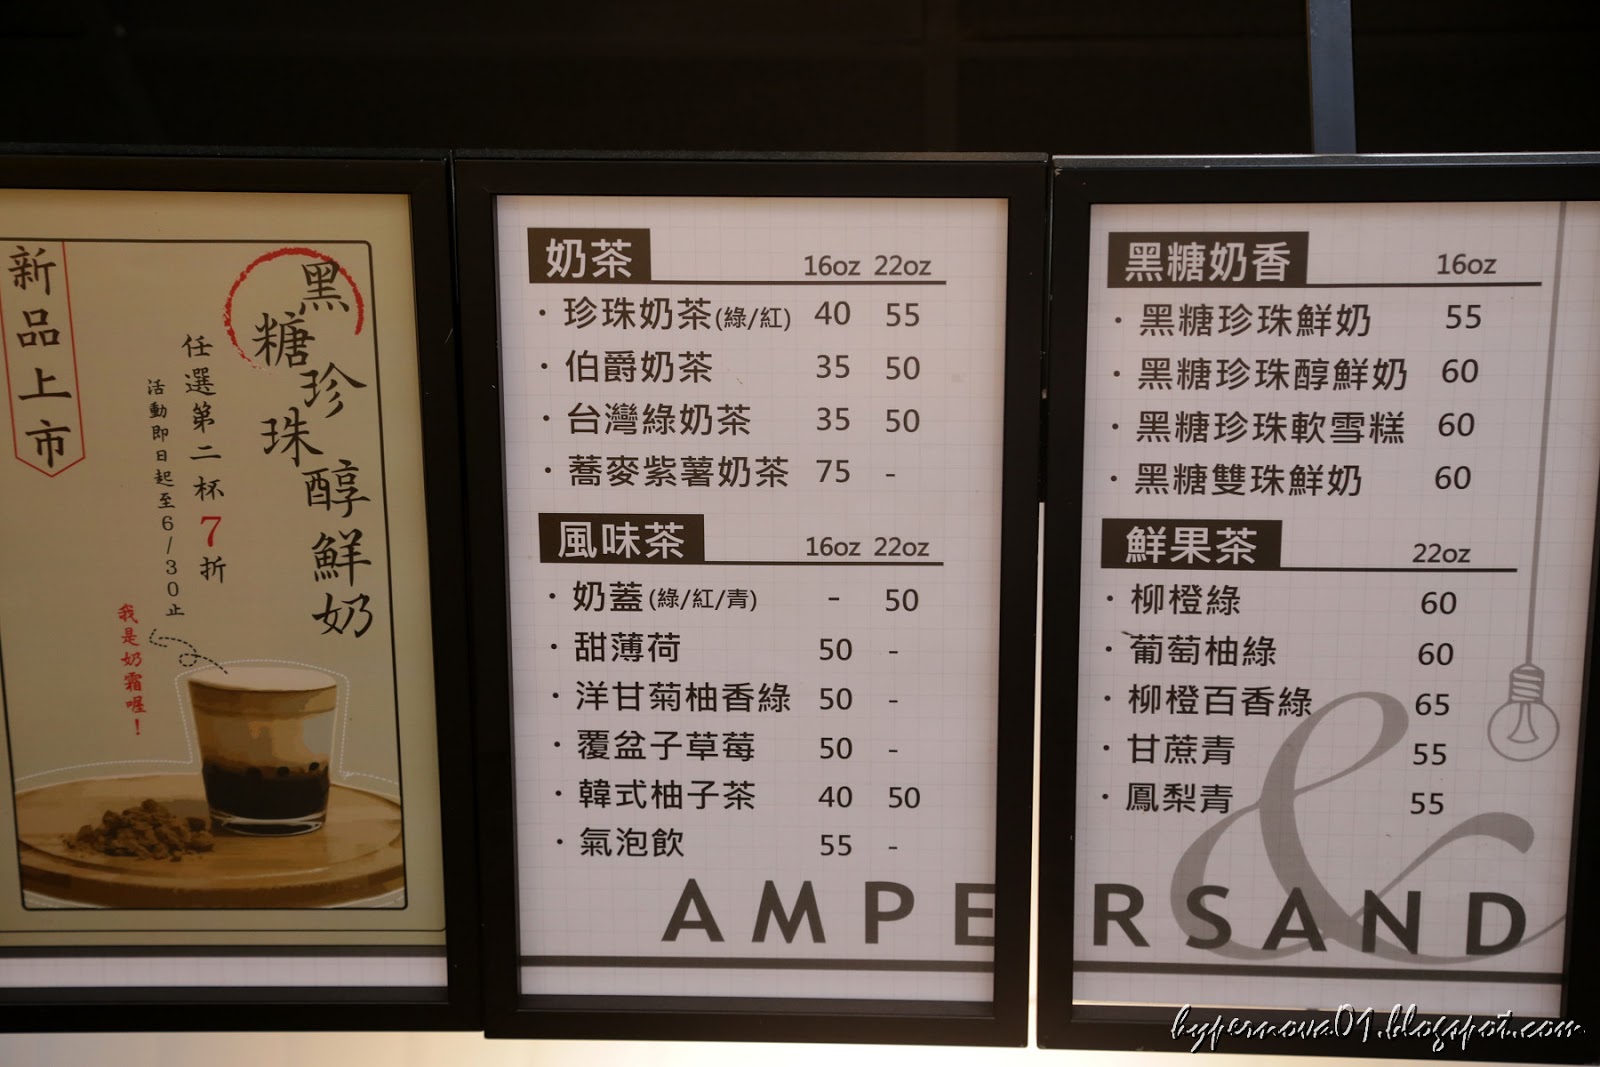 新品上市
黑糖珍珠醇鮮奶
任選第二杯7折
活動即日起至6/30止
我是奶霜喔！
奶茶 16oz 22oz
・珍珠奶茶(綠/紅) 40 55
・伯爵奶茶 35 50
・台灣綠奶茶 35 50
・蕎麥紫薯奶茶 75 -
風味茶 16oz 22oz
・奶蓋(綠/紅/青) - 50
・甜薄荷 50 -
・洋甘菊柚香綠 50 -
・覆盆子草莓 50 -
・韓式柚子茶 40 50
・氣泡飲 55 -
黑糖奶香 16oz
・黑糖珍珠鮮奶 55
・黑糖珍珠醇鮮奶 60
・黑糖珍珠軟雪糕 60
・黑糖雙珠鮮奶 60
鮮果茶 22oz
・柳橙綠 60
・葡萄柚綠 60
・柳橙百香綠 65
・甘蔗青 55
・鳳梨青 55
&
AMPERSAND
hypernova01.blogspot.com